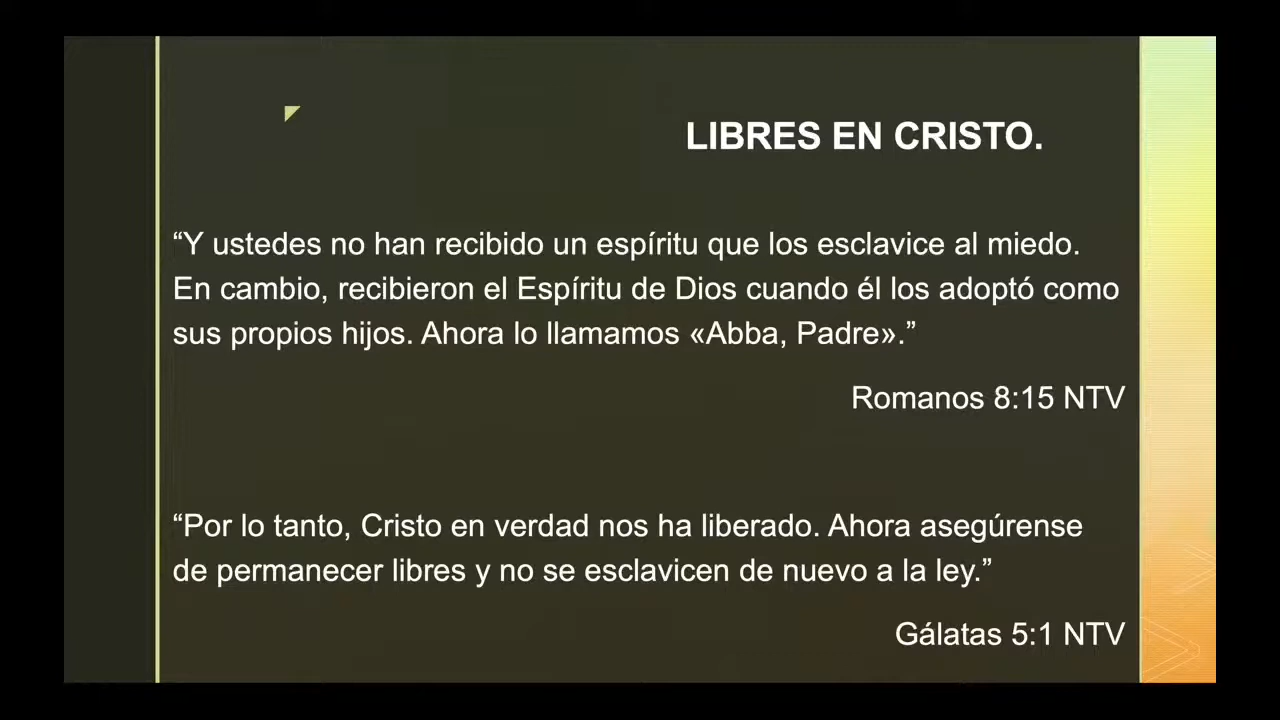 LIBRES EN CRISTO.
“Y ustedes no han recibido un espíritu que los esclavice al miedo.
En cambio, recibieron el Espíritu de Dios cuando él los adoptó como
sus propios hijos. Ahora lo llamamos «Abba, Padre».”
Romanos 8:15 NTV
“Por lo tanto, Cristo en verdad nos ha liberado. Ahora asegúrense
de permanecer libres y no se esclavicen de nuevo a la ley.”
Gálatas 5:1 NTV